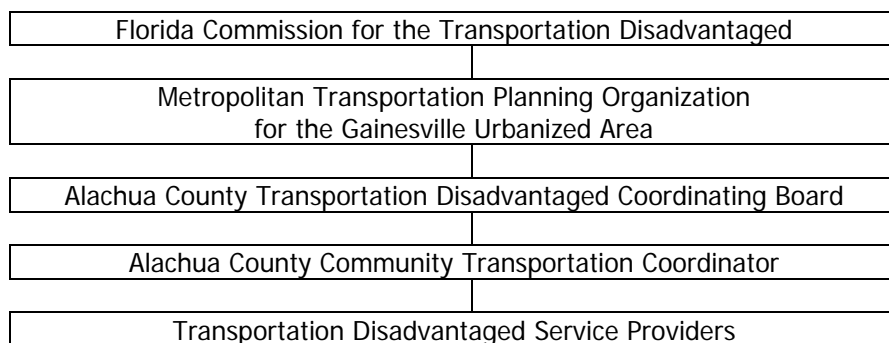 Florida Commission for the Transportation Disadvantaged
Metropolitan Transportation Planning Organization
for the Gainesville Urbanized Area
Alachua County Transportation Disadvantaged Coordinating Board
Alachua County Community Transportation Coordinator
Transportation Disadvantaged Service Providers